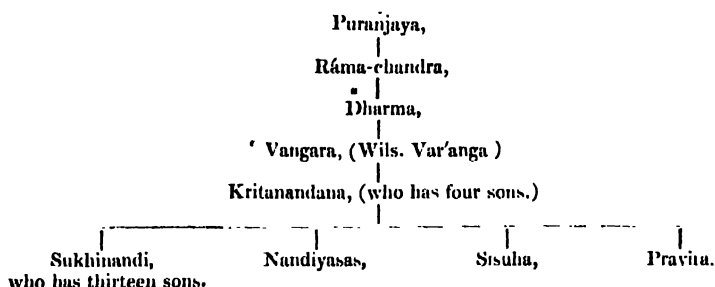 Puranjaya,
Ráma-chandra,
Dharma,
Vangara, (Wils. Var'anga )
Kritanandana, (who has four sons.)
Sukhinandi, Nandiyasas, Sisuha, Pravira.
who has thirteen sons.